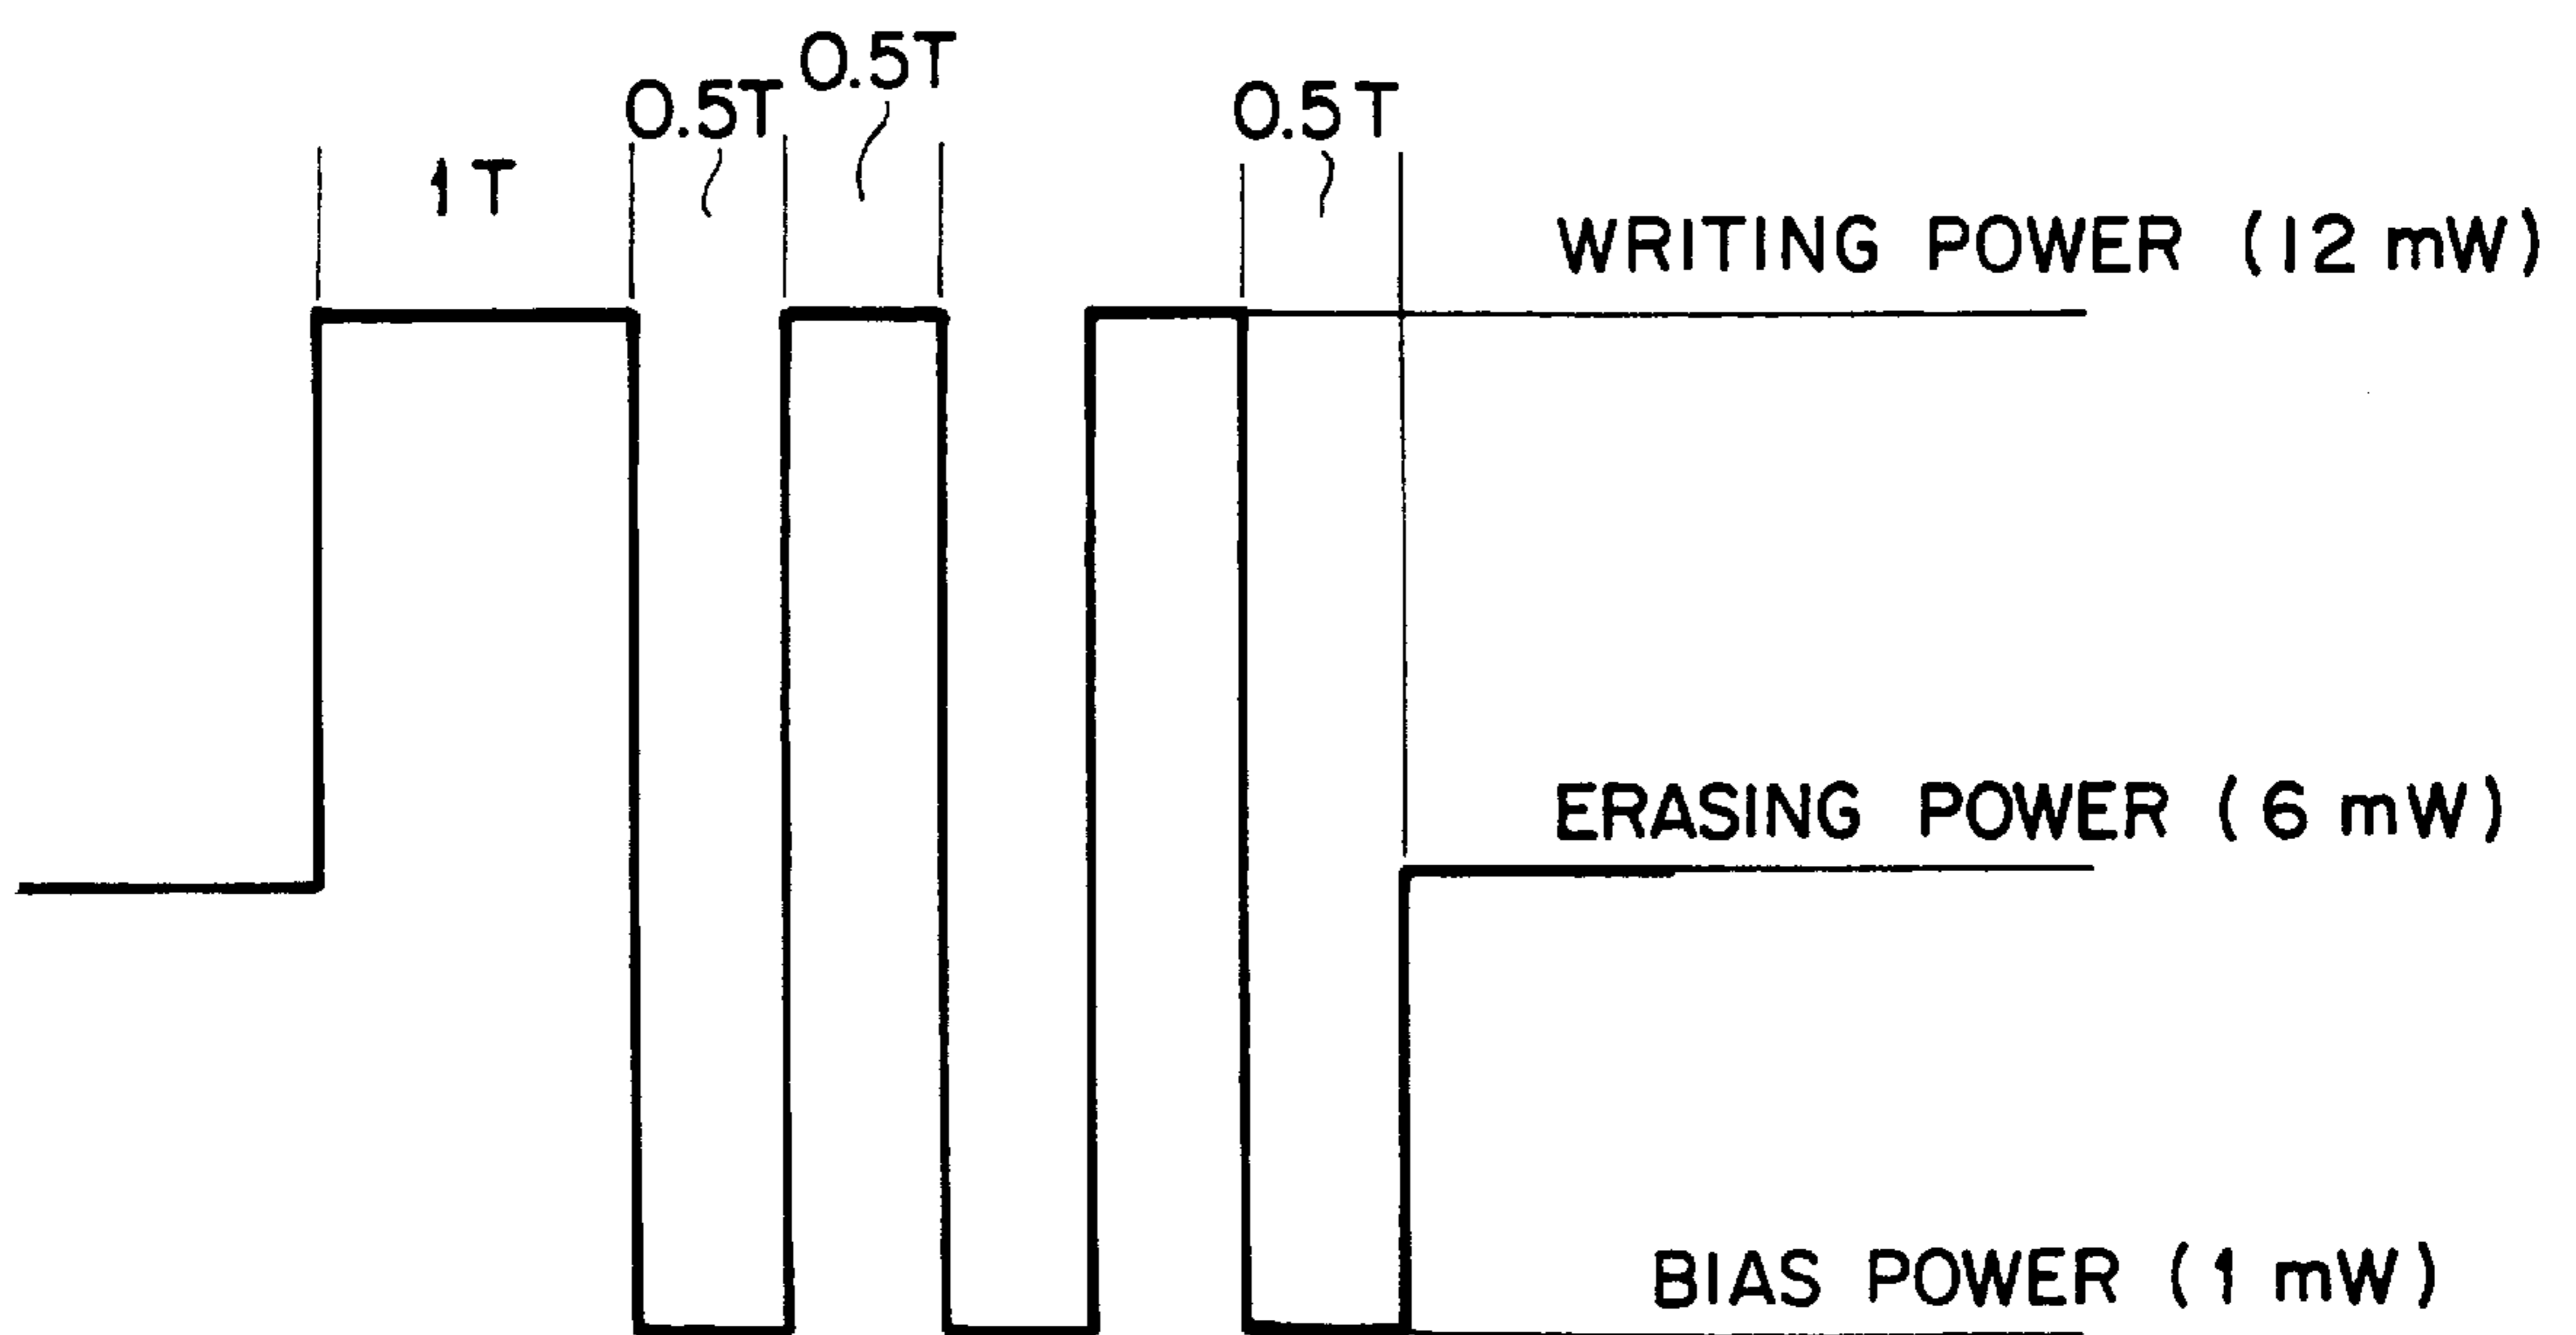 0.5T
0.5T
0.5T
1T
WRITING POWER (12 mW)
ERASING POWER (6 mW)
BIAS POWER (1 mW)